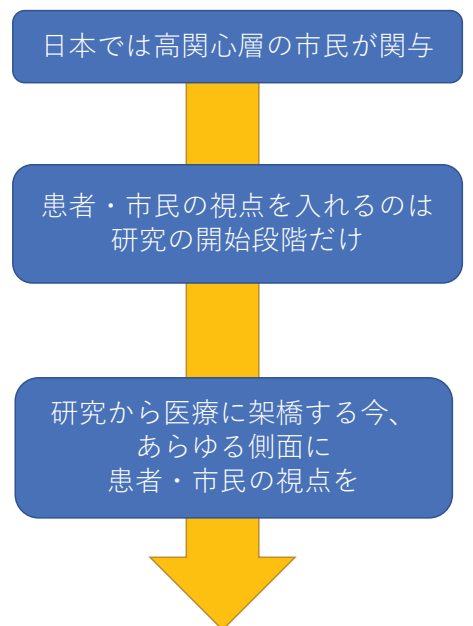 日本では高関心層の市民が関与
患者・市民の視点を入れるのは
研究の開始段階だけ
研究から医療に架橋する今、
あらゆる側面に
患者・市民の視点を